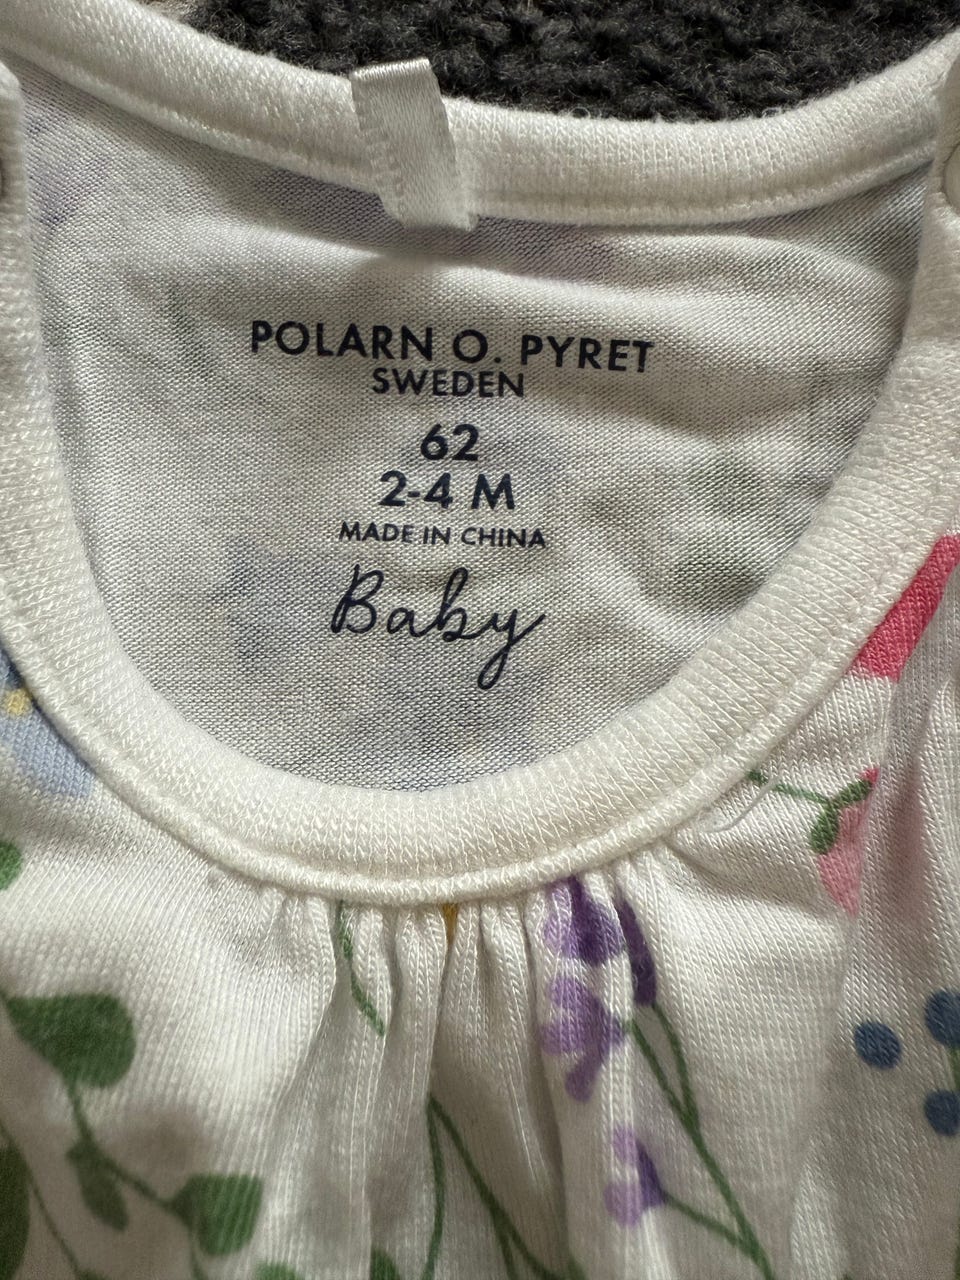 POLARN O. PYRET
SWEDEN
62
2-4 M
MADE IN CHINA
Baby